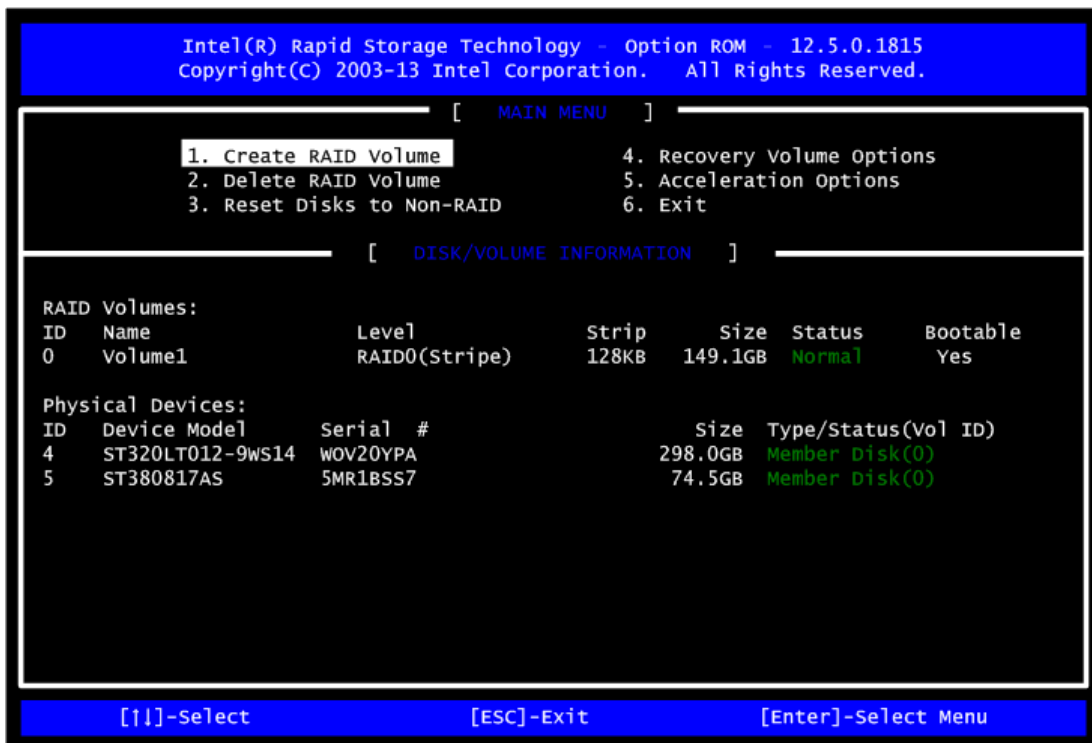 Intel(R) Rapid Storage Technology - Option ROM - 12.5.0.1815
Copyright(C) 2003-13 Intel Corporation. All Rights Reserved.
[ MAIN MENU ]
1. Create RAID Volume 4. Recovery Volume Options
2. Delete RAID Volume 5. Acceleration Options
3. Reset Disks to Non-RAID 6. Exit
[ DISK/VOLUME INFORMATION ]
RAID Volumes:
ID Name Level Strip Size Status Bootable
0 Volume1 RAID0(Stripe) 128KB 149.1GB Normal Yes
Physical Devices:
ID Device Model Serial # Size Type/Status(Vol ID)
4 ST320LT012-9WS14 WOV20YPA 298.0GB Member Disk(0)
5 ST380817AS 5MR1BSS7 74.5GB Member Disk(0)
[↑↓]-Select [ESC]-Exit [Enter]-Select Menu